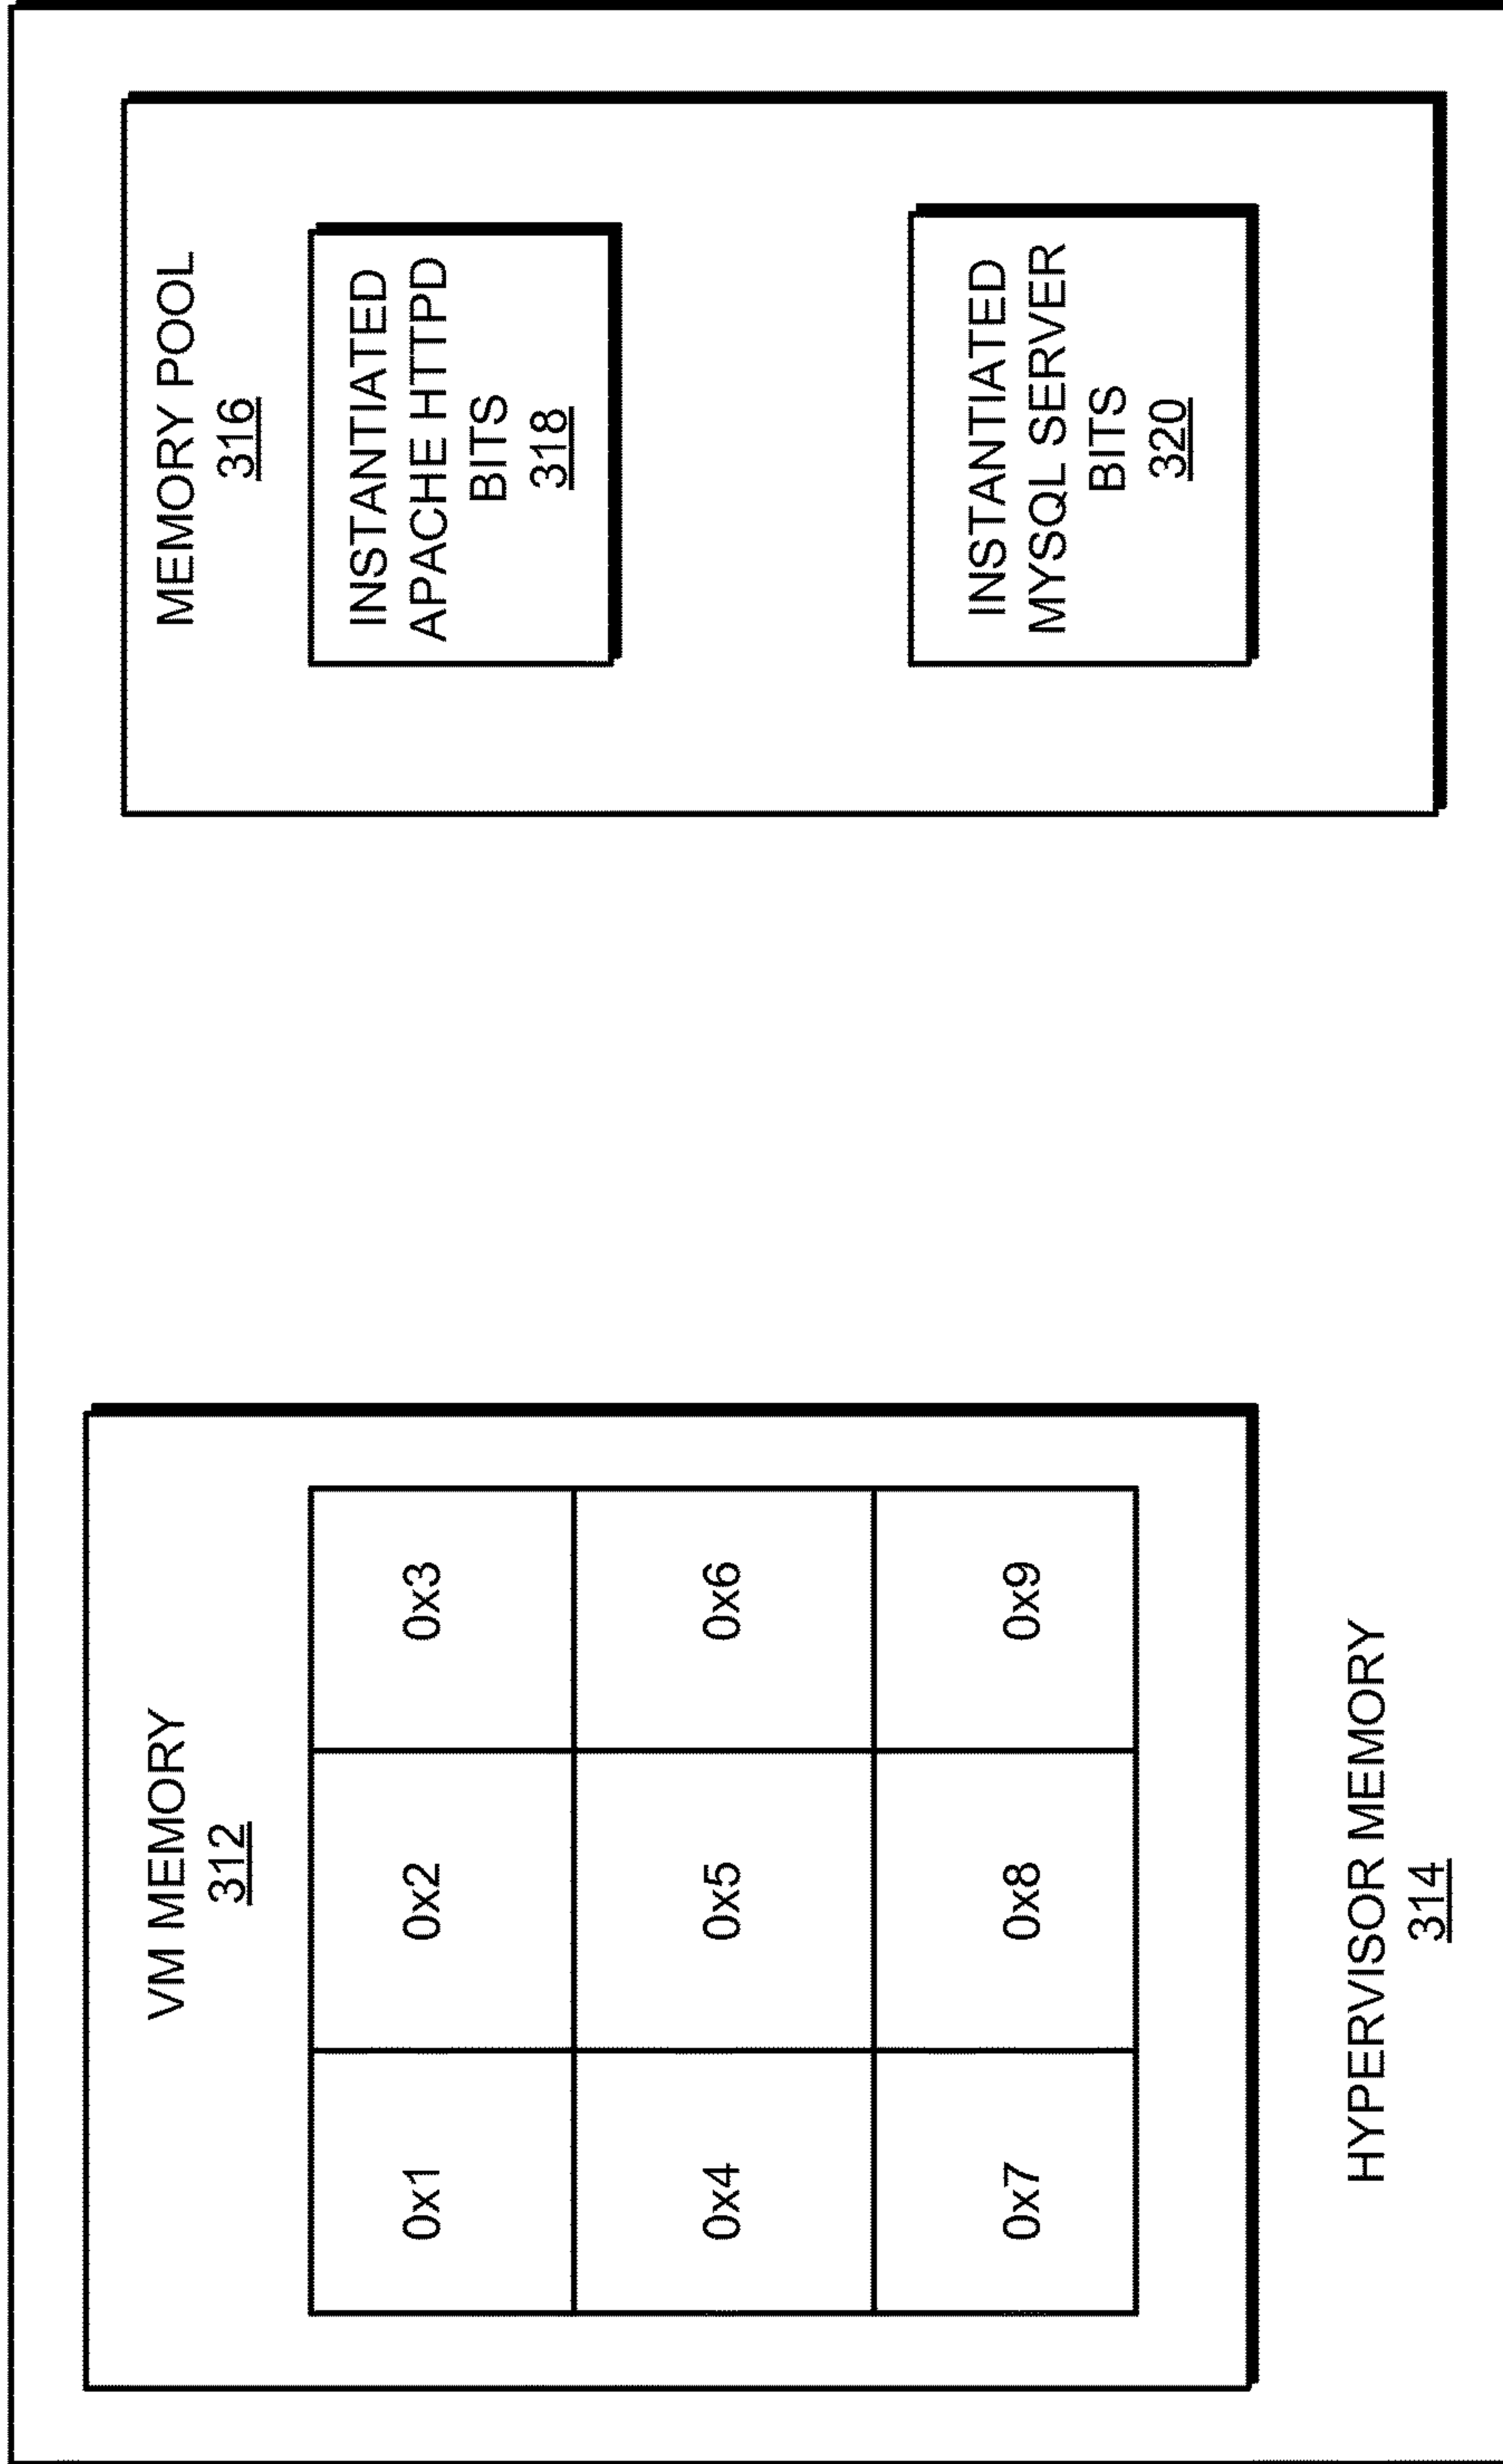 VM MEMORY
312
0x1 0x2 0x3
0x4 0x5 0x6
0x7 0x8 0x9
HYPERVISOR MEMORY
314
MEMORY POOL
316
INSTANTIATED
APACHE HTTPD
BITS
318
INSTANTIATED
MYSQL SERVER
BITS
320